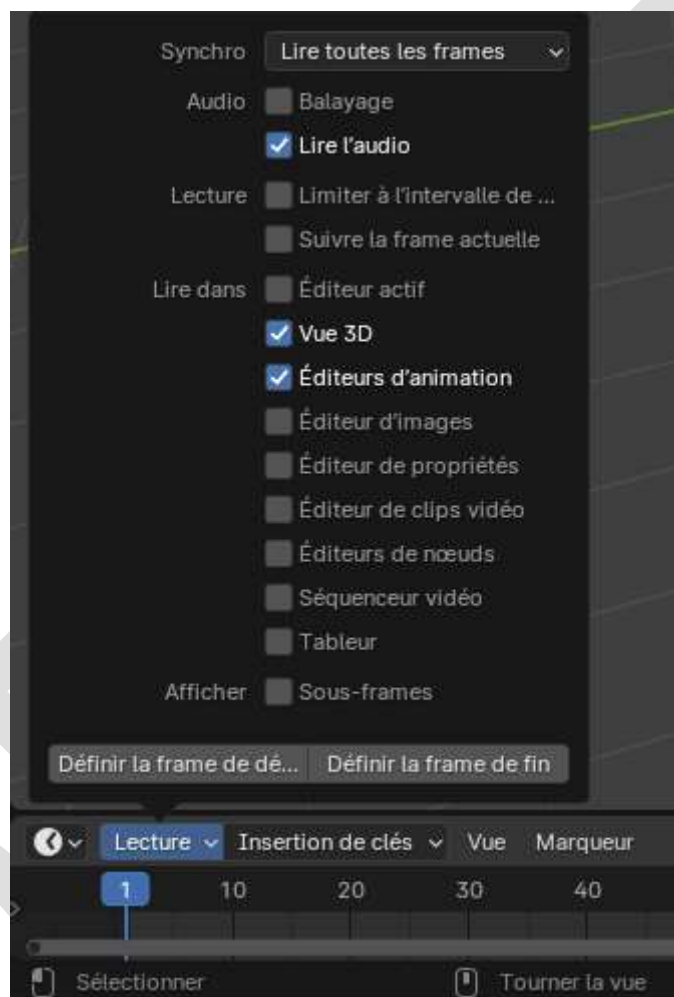 Synchro Lire toutes les frames
Audio Balayage
Lire l'audio
Lecture Limiter à l'intervalle de ...
Suivre la frame actuelle
Lire dans Éditeur actif
Vue 3D
Éditeurs d'animation
Éditeur d'images
Éditeur de propriétés
Éditeur de clips vidéo
Éditeurs de nœuds
Séquenceur vidéo
Tableur
Afficher Sous-frames
Définir la frame de dé... Définir la frame de fin
Lecture Insertion de clés Vue Marqueur
1 10 20 30 40
Sélectionner Tourner la vue